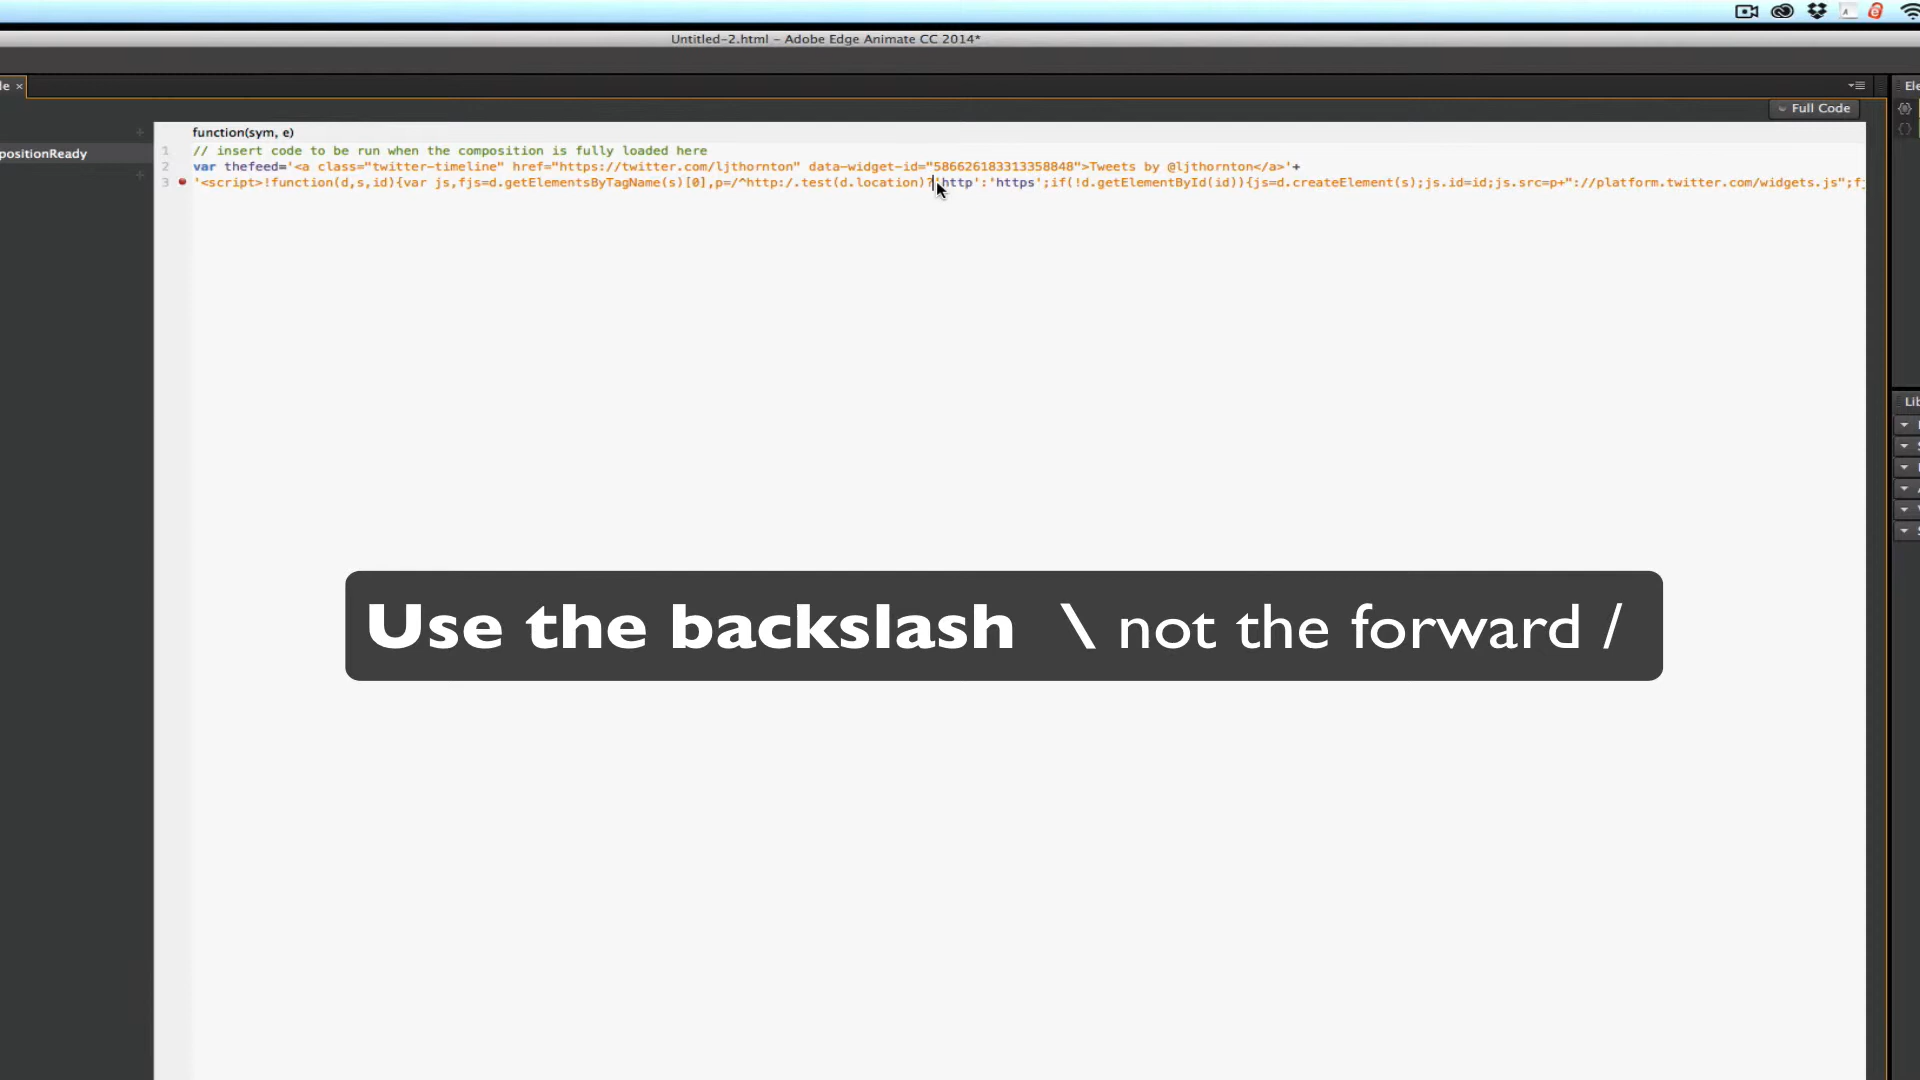 Untitled-2.html – Adobe Edge Animate CC 2014*
le ×
Ele
Full Code
function(sym, e)
positionReady
1 // insert code to be run when the composition is fully loaded here
2 var thefeed='<a class="twitter-timeline" href="https://twitter.com/ljthornton" data-widget-id="586626183313358848">Tweets by @ljthornton</a>'+
3 '<script>!function(d,s,id){var js,fjs=d.getElementsByTagName(s)[0],p=/^http:/.test(d.location)?'http':'https';if(!d.getElementById(id)){js=d.createElement(s);js.id=id;js.src=p+"://platform.twitter.com/widgets.js";fj
Lib
Use the backslash \ not the forward /